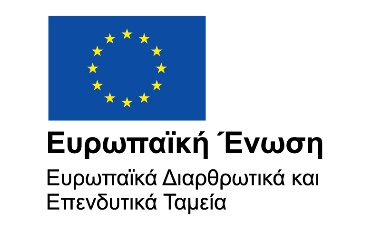 Ευρωπαϊκή Ένωση
Ευρωπαϊκά Διαρθρωτικά και
Επενδυτικά Ταμεία